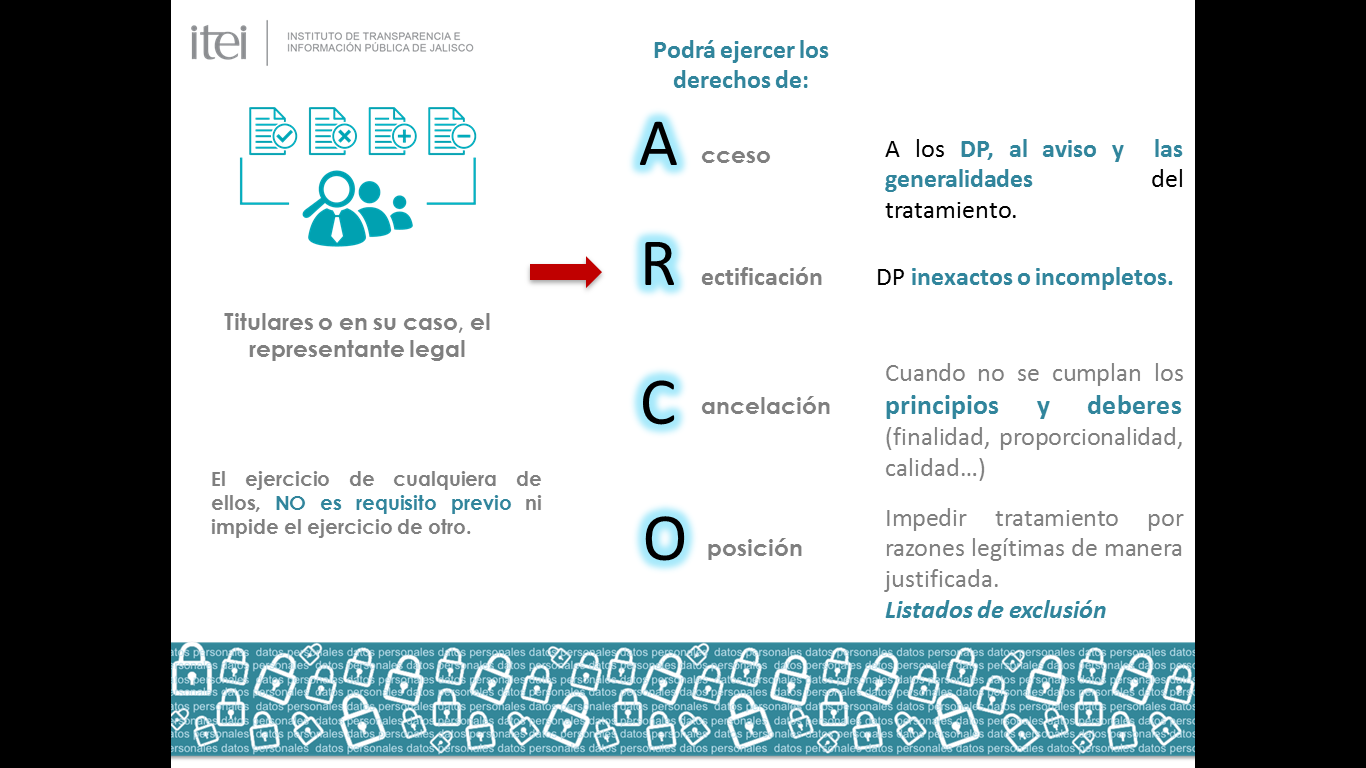 itei
INSTITUTO DE TRANSPARENCIA E
INFORMACIÓN PÚBLICA DE JALISCO
Podrá ejercer los
derechos de:
Titulares o en su caso, el
representante legal
El ejercicio de cualquiera de
ellos, NO es requisito previo ni
impide el ejercicio de otro.
A cceso
A los DP, al aviso y las
generalidades del
tratamiento.
R ectificación
DP inexactos o incompletos.
C ancelación
Cuando no se cumplan los
principios y deberes
(finalidad, proporcionalidad,
calidad...)
O posición
Impedir tratamiento por
razones legítimas de manera
justificada.
Listados de exclusión
datos personales datos personales datos personales datos personales datos personales